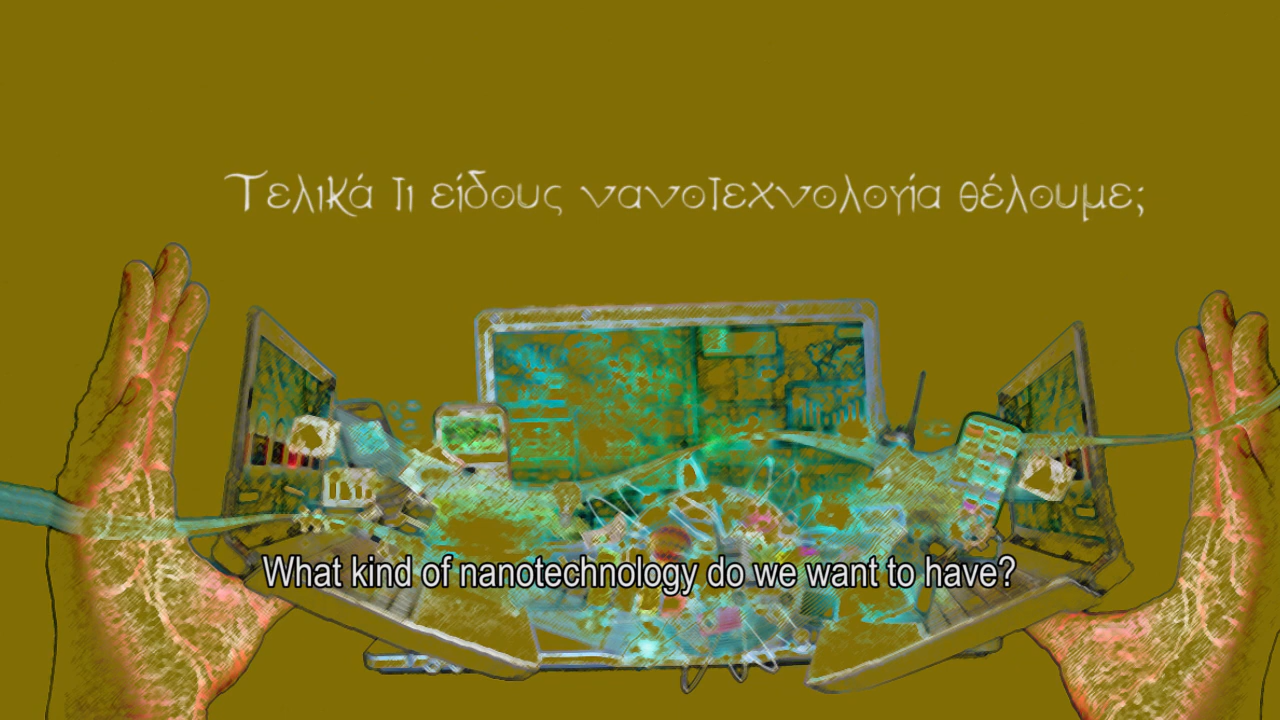 Τελικά τι είδους νανοτεχνολογία θέλουμε;
What kind of nanotechnology do we want to have?